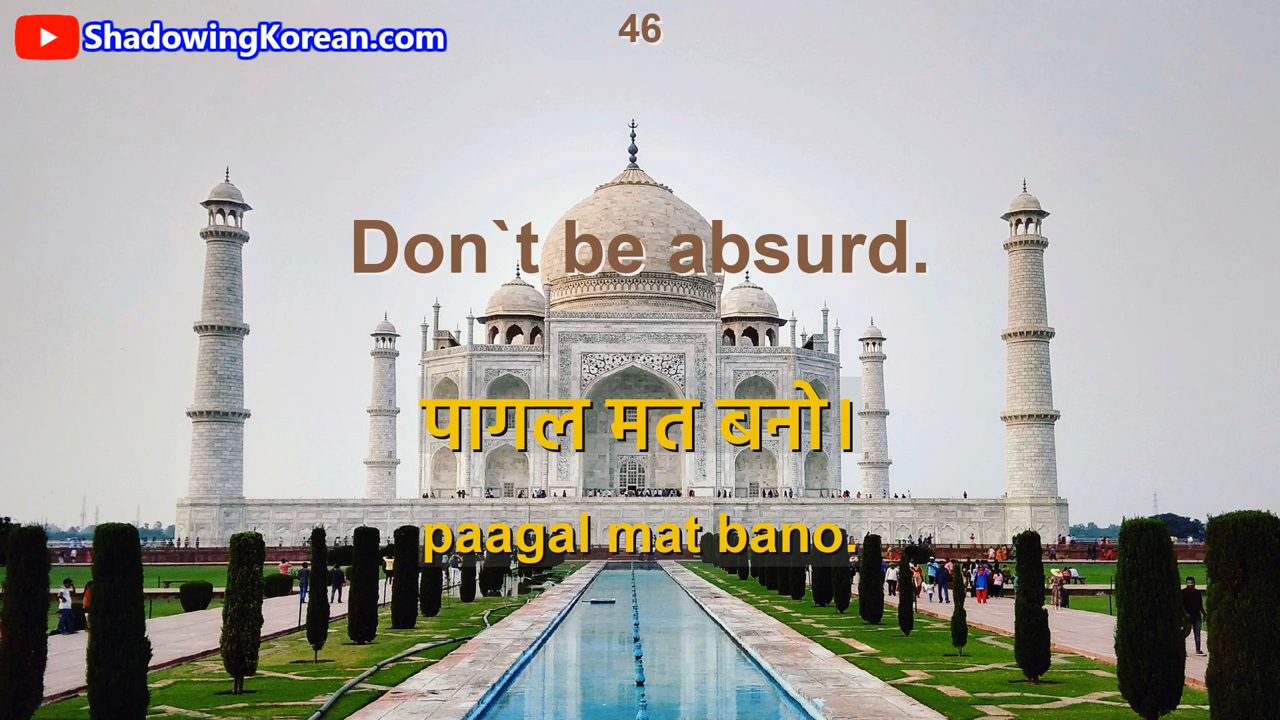 ShadowingKorean.com
46
Don`t be absurd.
पागल मत बनो।
paagal mat bano.